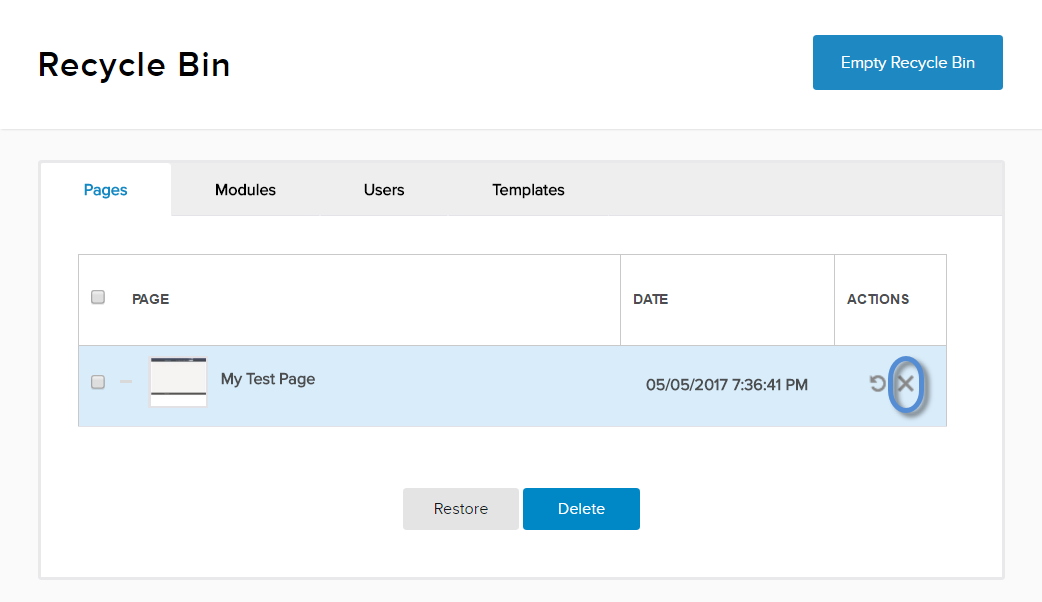 Recycle Bin
Empty Recycle Bin
Pages Modules Users Templates
PAGE DATE ACTIONS
My Test Page 05/05/2017 7:36:41 PM
Restore Delete